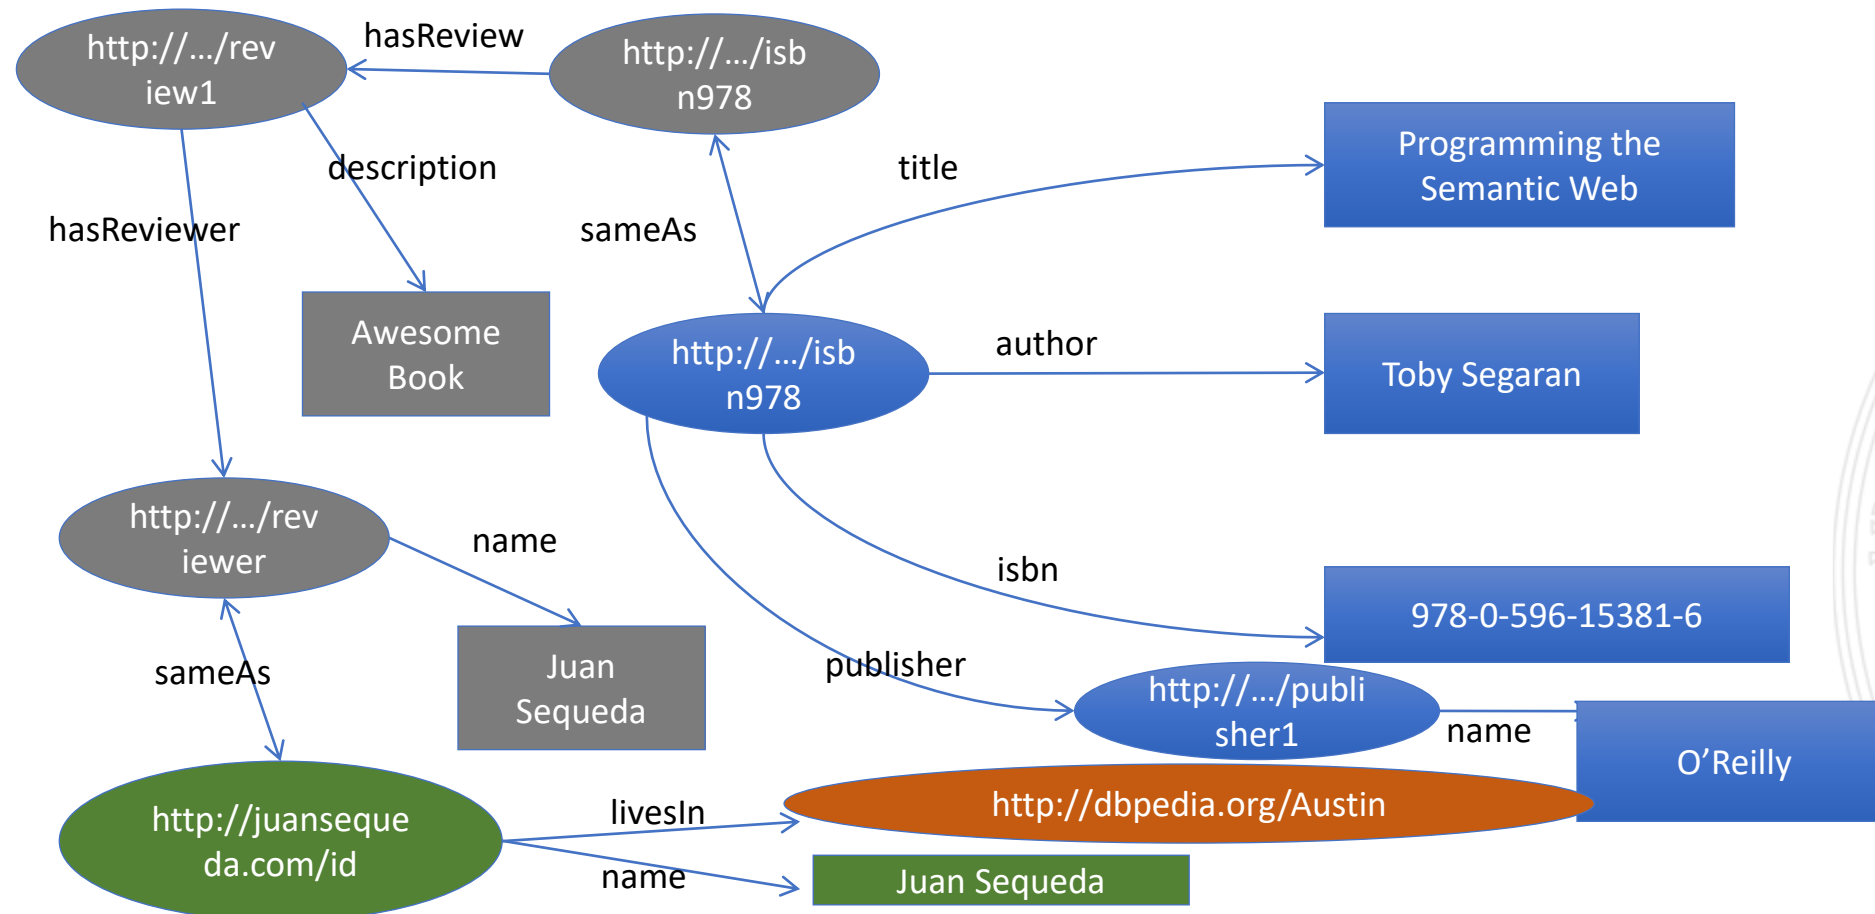 http://…/rev
iew1
hasReview
http://…/isb
n978
description
hasReviewer
sameAs
title
Programming the
Semantic Web
Awesome
Book
http://…/isb
n978
author
Toby Segaran
http://…/rev
iewer
name
isbn
978-0-596-15381-6
sameAs
Juan
Sequeda
publisher
http://…/publi
sher1
name
O’Reilly
http://juanseque
da.com/id
livesIn
http://dbpedia.org/Austin
name
Juan Sequeda